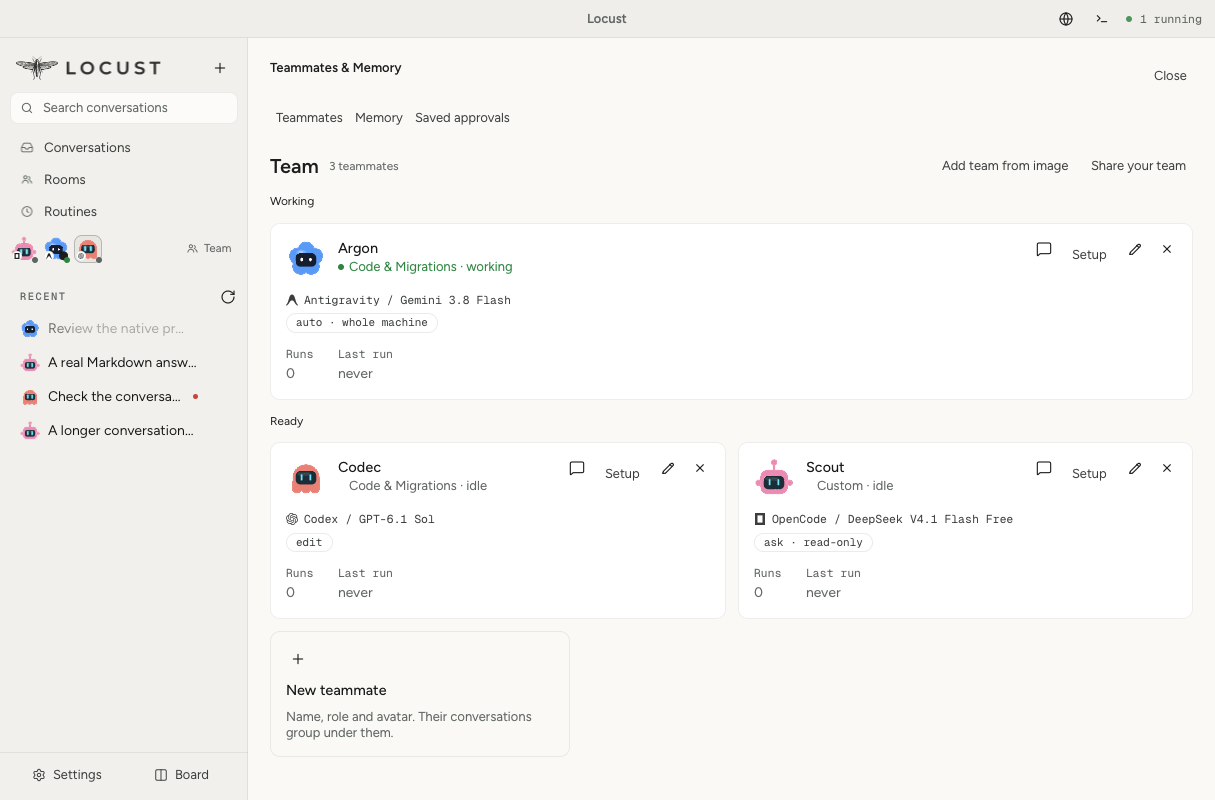 Locust
1 running
LOCUST
Search conversations
Conversations
Rooms
Routines
Team
RECENT
Review the native pr...
A real Markdown answ...
Check the conversa...
A longer conversation...
Settings
Board
Teammates & Memory
Close
Teammates Memory Saved approvals
Team 3 teammates
Add team from image Share your team
Working
Argon
Code & Migrations · working
Setup
Antigravity / Gemini 3.8 Flash
auto · whole machine
Runs Last run
0 never
Ready
Codec
Code & Migrations · idle
Setup
Codex / GPT-6.1 Sol
edit
Runs Last run
0 never
Scout
Custom · idle
Setup
OpenCode / DeepSeek V4.1 Flash Free
ask · read-only
Runs Last run
0 never
New teammate
Name, role and avatar. Their conversations
group under them.